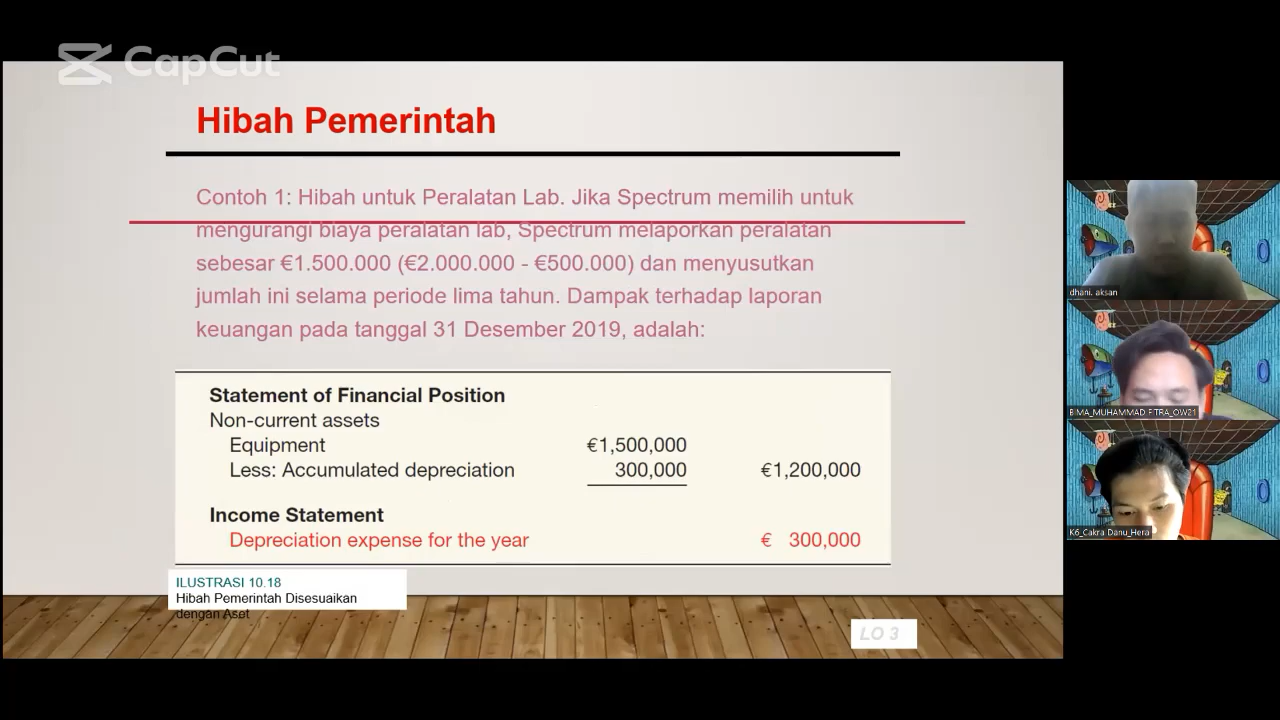 CapCut
Hibah Pemerintah
Contoh 1: Hibah untuk Peralatan Lab. Jika Spectrum memilih untuk
mengurangi biaya peralatan lab, Spectrum melaporkan peralatan
sebesar €1.500.000 (€2.000.000 - €500.000) dan menyusutkan
jumlah ini selama periode lima tahun. Dampak terhadap laporan
keuangan pada tanggal 31 Desember 2019, adalah:
Statement of Financial Position
Non-current assets
Equipment €1,500,000
Less: Accumulated depreciation 300,000 €1,200,000
Income Statement
Depreciation expense for the year € 300,000
ILUSTRASI 10.18
Hibah Pemerintah Disesuaikan
dengan Aset
LO 3
dhani. aksan
BIMA_MUHAMMAD FITRA_OW21
K6_Cakra Danu_Hera